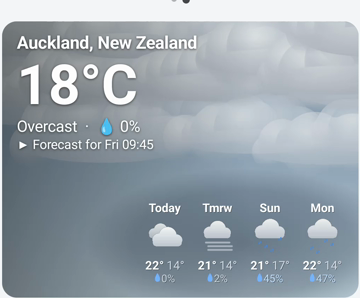 Auckland, New Zealand
18°C
Overcast · 0%
► Forecast for Fri 09:45
Today Tmrw Sun Mon
22° 14° 21° 14° 21° 17° 22° 14°
0% 2% 45% 47%